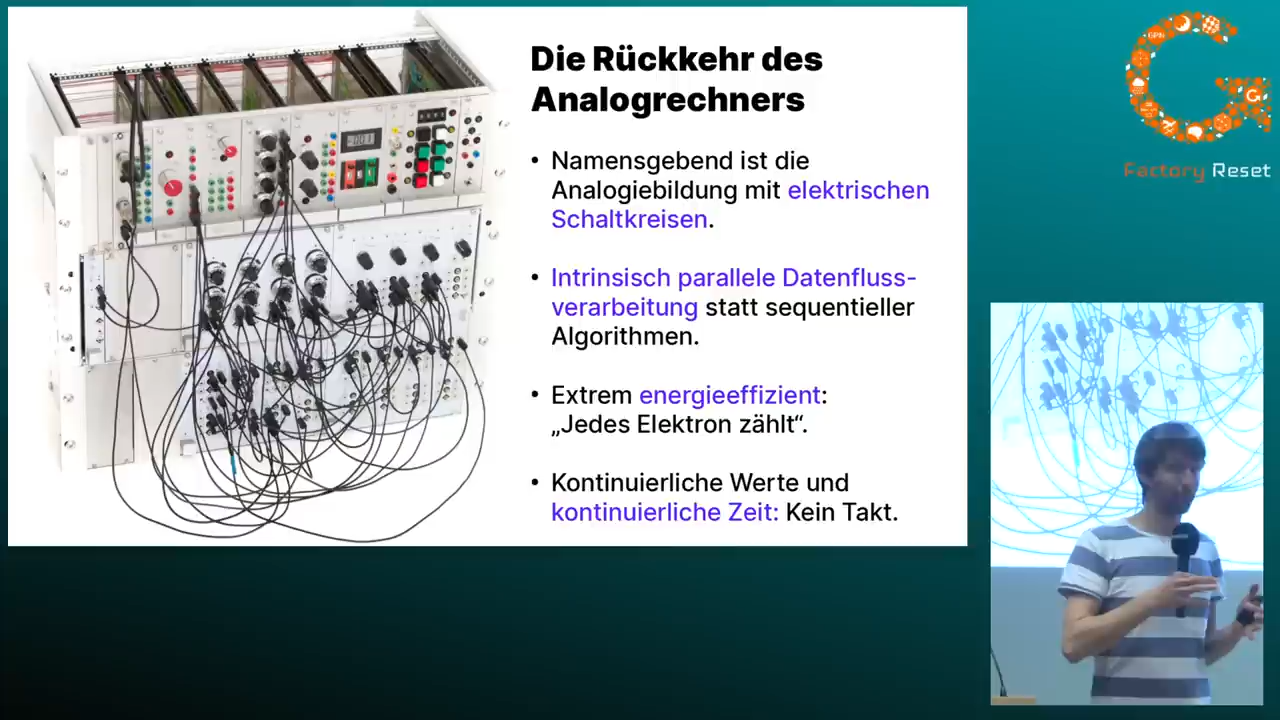 Die Rückkehr des
Analogrechners
• Namensgebend ist die
Analogiebildung mit elektrischen
Schaltkreisen.
• Intrinsisch parallele Datenfluss-
verarbeitung statt sequentieller
Algorithmen.
• Extrem energieeffizient:
„Jedes Elektron zählt“.
• Kontinuierliche Werte und
kontinuierliche Zeit: Kein Takt.
GPN
Factory Reset